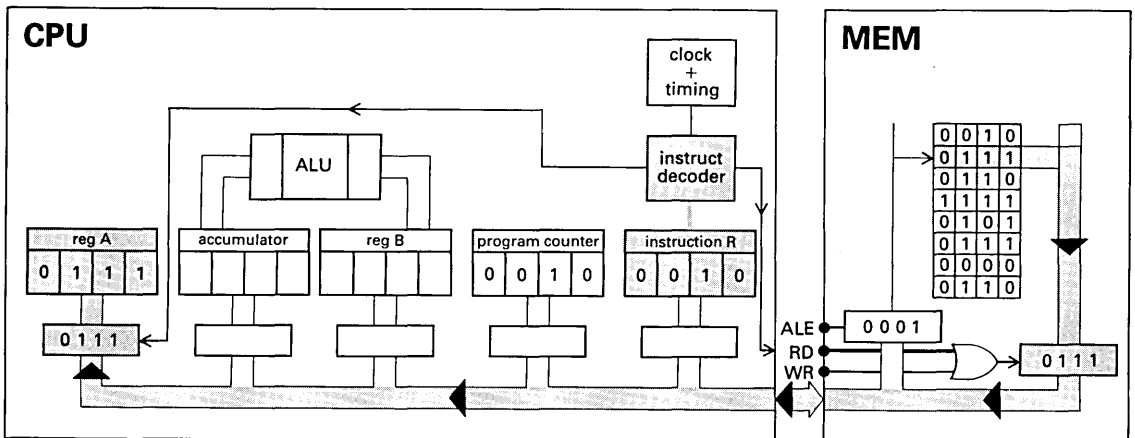 CPU
MEM
clock
+
timing
ALU
instruct
decoder
reg A
0 1 1 1
accumulator
reg B
program counter
0 0 1 0
instruction R
0 0 1 0
0 1 1 1
0 0 1 0
0 1 1 1
0 1 1 0
1 1 1 1
0 1 0 1
0 1 1 1
0 0 0 0
0 1 1 0
ALE
RD
WR
0 0 0 1
0 1 1 1